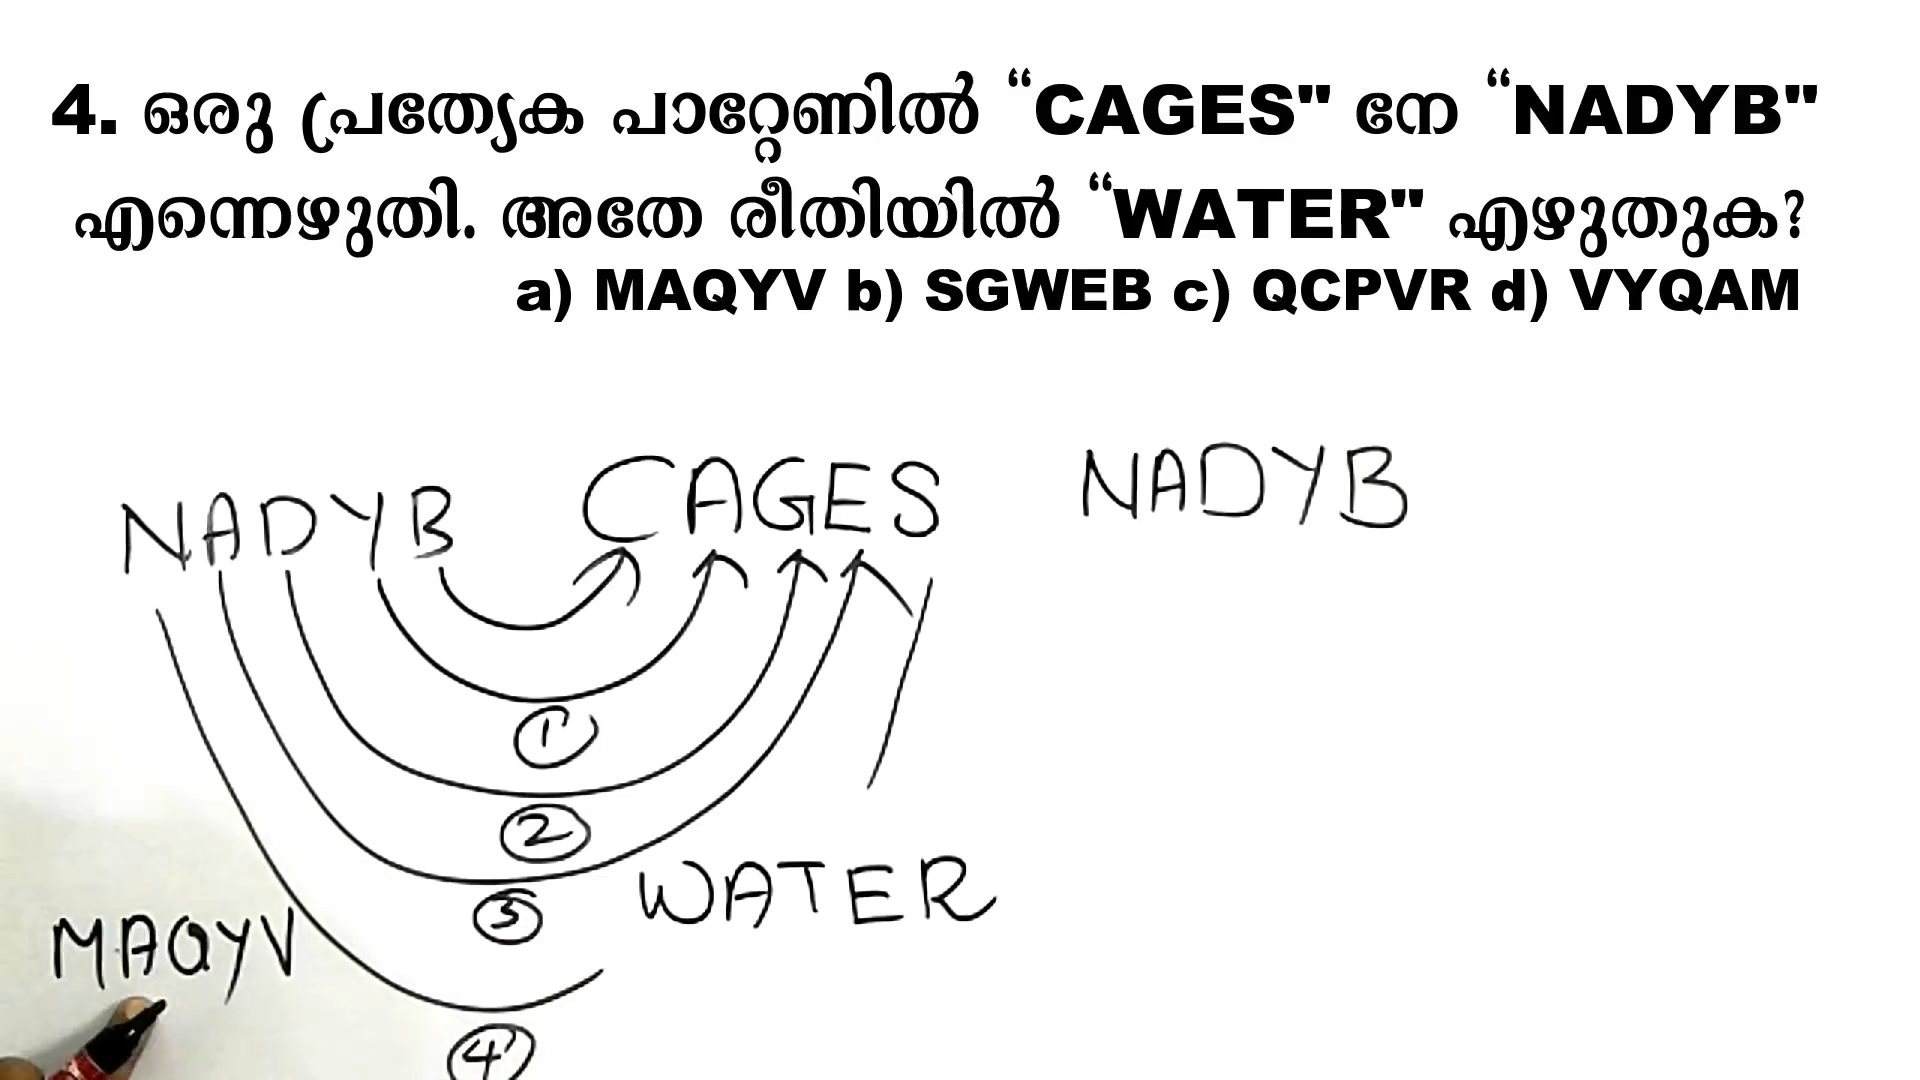 4. ഒരു പ്രത്യേക പാറ്റേണിൽ “CAGES" നേ “NADYB"
എന്നെഴുതി. അതേ രീതിയിൽ “WATER" എഴുതുക?
a) MAQYV b) SGWEB c) QCPVR d) VYQAM
NADYB CAGES NADYB
1
2
3
WATER
MAQYV
4